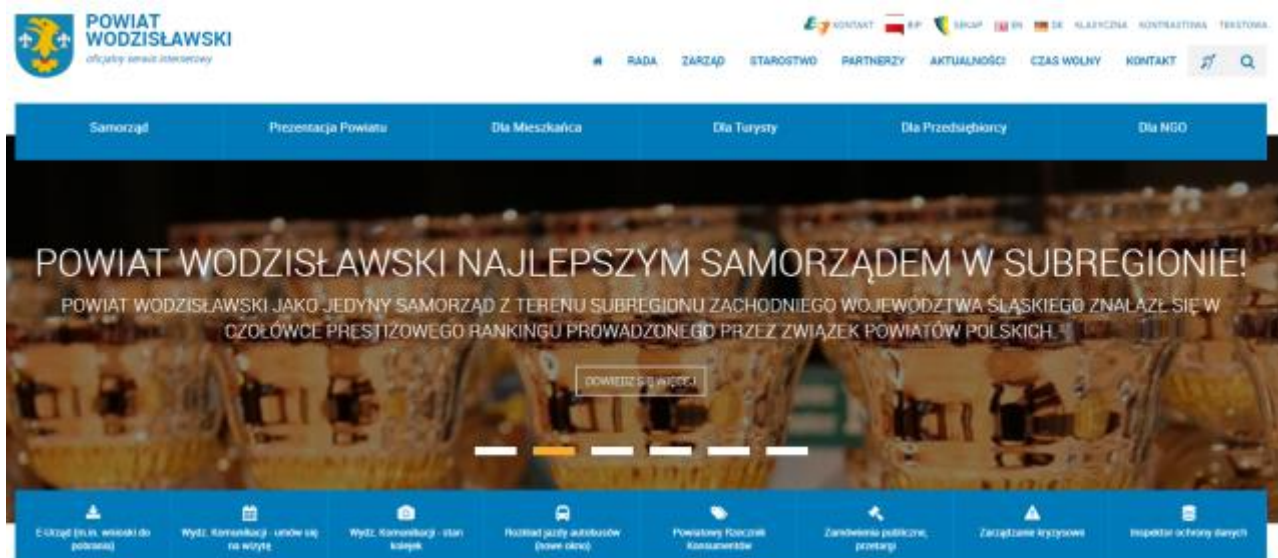 POWIAT
WODZISŁAWSKI
oficjalny serwis internetowy
KONTAKT BIP SEKAP EN DE KLASYCZNA KONTRASTOWA TEKSTOWA
RADA ZARZĄD STAROSTWO PARTNERZY AKTUALNOŚCI CZAS WOLNY KONTAKT
Samorząd Prezentacja Powiatu Dla Mieszkańca Dla Turysty Dla Przedsiębiorcy Dla NGO
POWIAT WODZISŁAWSKI NAJLEPSZYM SAMORZĄDEM W SUBREGIONIE!
POWIAT WODZISŁAWSKI JAKO JEDYNY SAMORZĄD Z TERENU SUBREGIONU ZACHODNIEGO WOJEWÓDZTWA ŚLĄSKIEGO ZNALAZŁ SIĘ W
CZOŁÓWCE PRESTIŻOWEGO RANKINGU PROWADZONEGO PRZEZ ZWIĄZEK POWIATÓW POLSKICH.
DOWIEDZ SIĘ WIĘCEJ
E-Urząd (m.in. wnioski do
pobrania)
Wydz. Komunikacji - umów się
na wizytę
Wydz. Komunikacji - stan
kolejek
Rozkład jazdy autobusów
(nowe okno)
Powiatowy Rzecznik
Konsumentów
Zamówienia publiczne,
przetargi
Zarządzanie kryzysowe
Inspektor ochrony danych